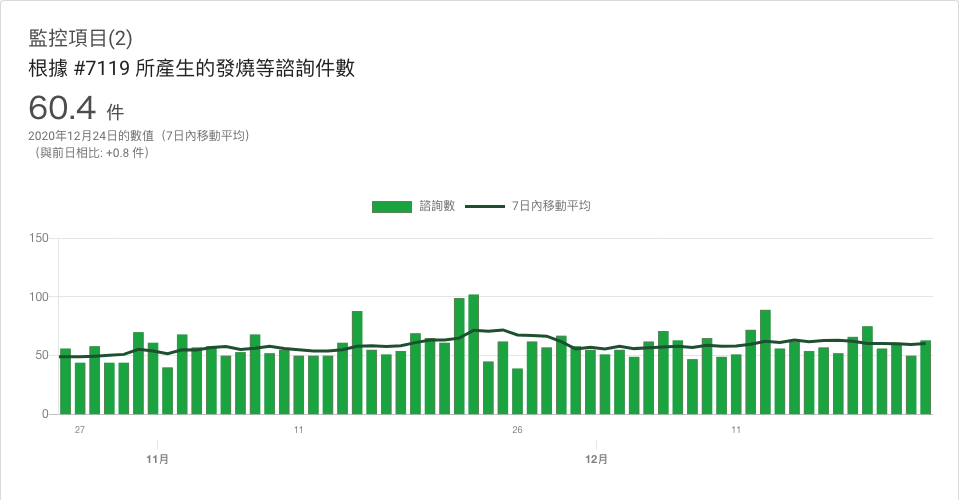 監控項目(2)
根據 #7119 所產生的發燒等諮詢件數
60.4 件
2020年12月24日的數值（7日內移動平均）
（與前日相比: +0.8 件）
諮詢數 7日內移動平均
150
100
50
0
27 11 26 11
11月 12月